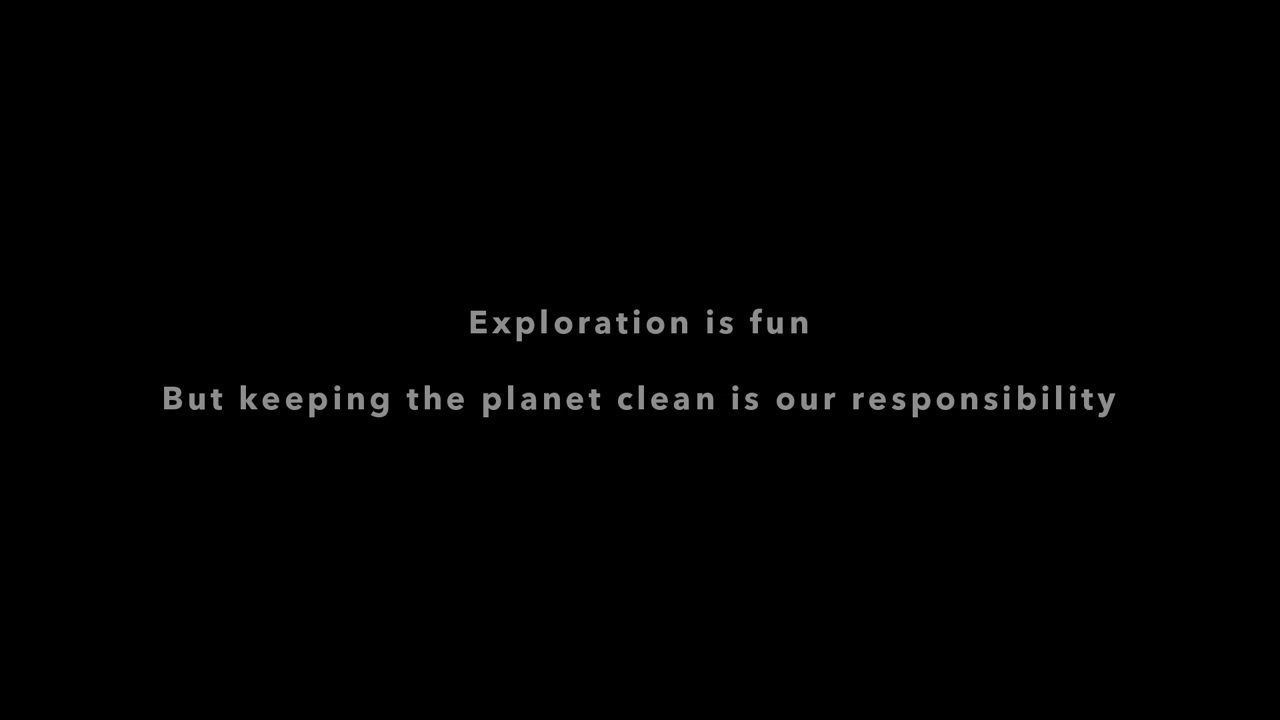 Exploration is fun
But keeping the planet clean is our responsibility